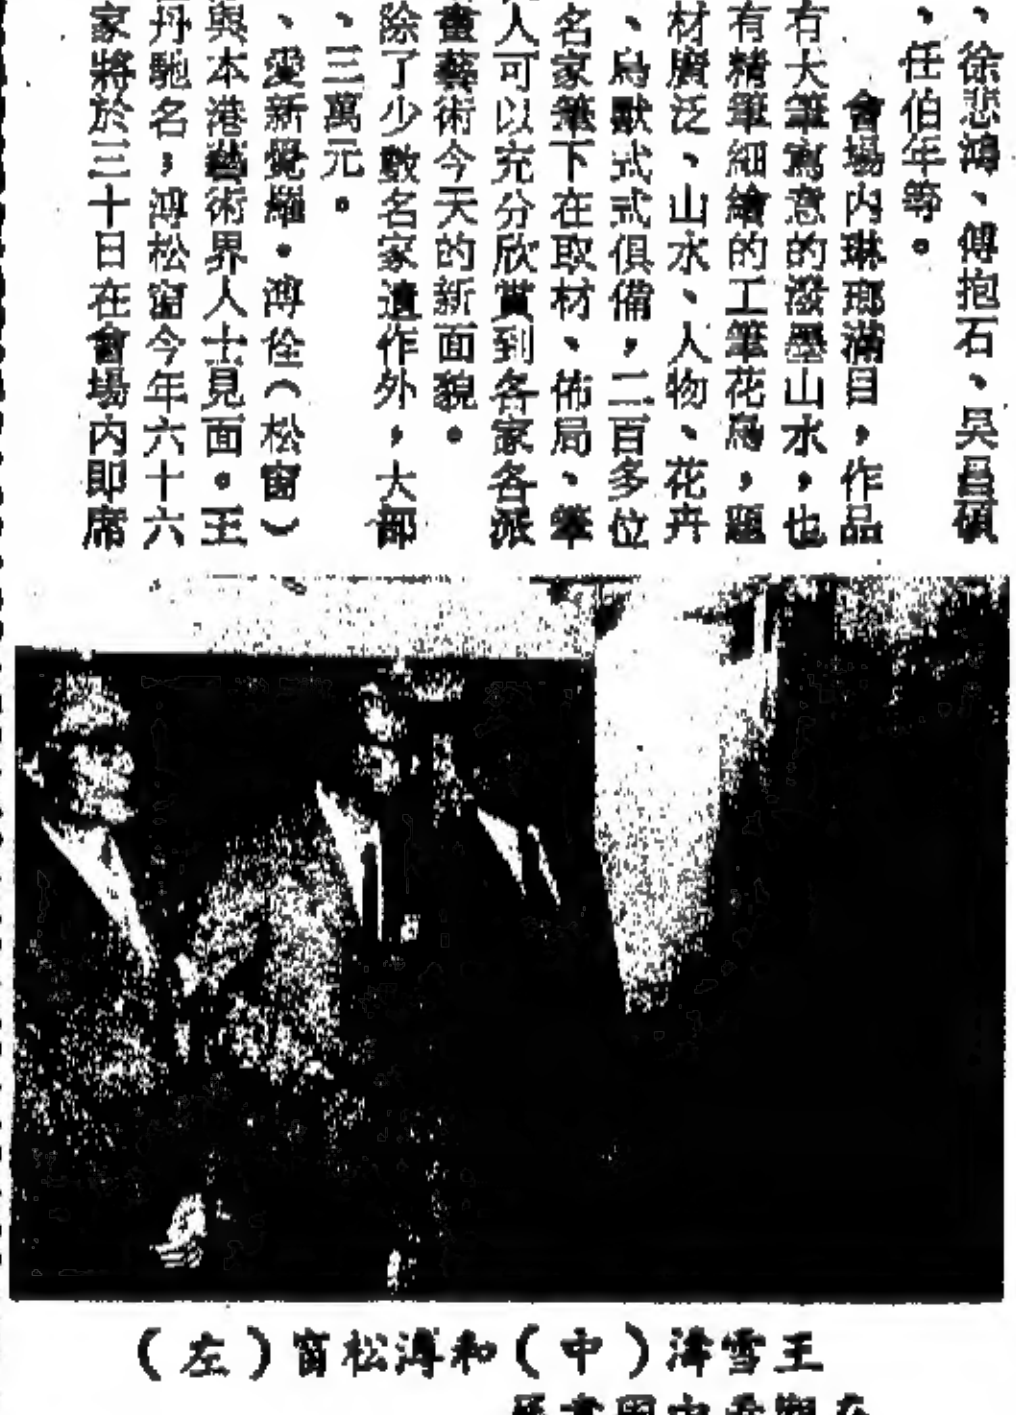 、徐悲鴻、傅抱石、吳昌碩
、任伯年等。
會場內琳瑯滿目，作品
有大筆寫意的潑墨山水，也
有精筆細繪的工筆花鳥，題
材廣泛、山水、人物、花卉
、鳥獸式式俱備，二百多位
名家筆下在取材、佈局、筆
人可以充分欣賞到各家各派
畫藝術今天的新面貌。
除了少數名家遺作外，大部
、三萬元。
、愛新覺羅。溥佺（松窗）
與本港藝術界人士見面。王
丹馳名，溥松窗今年六十六
家將於三十日在會場內即席
王雪濤（中）和溥松窗（左）